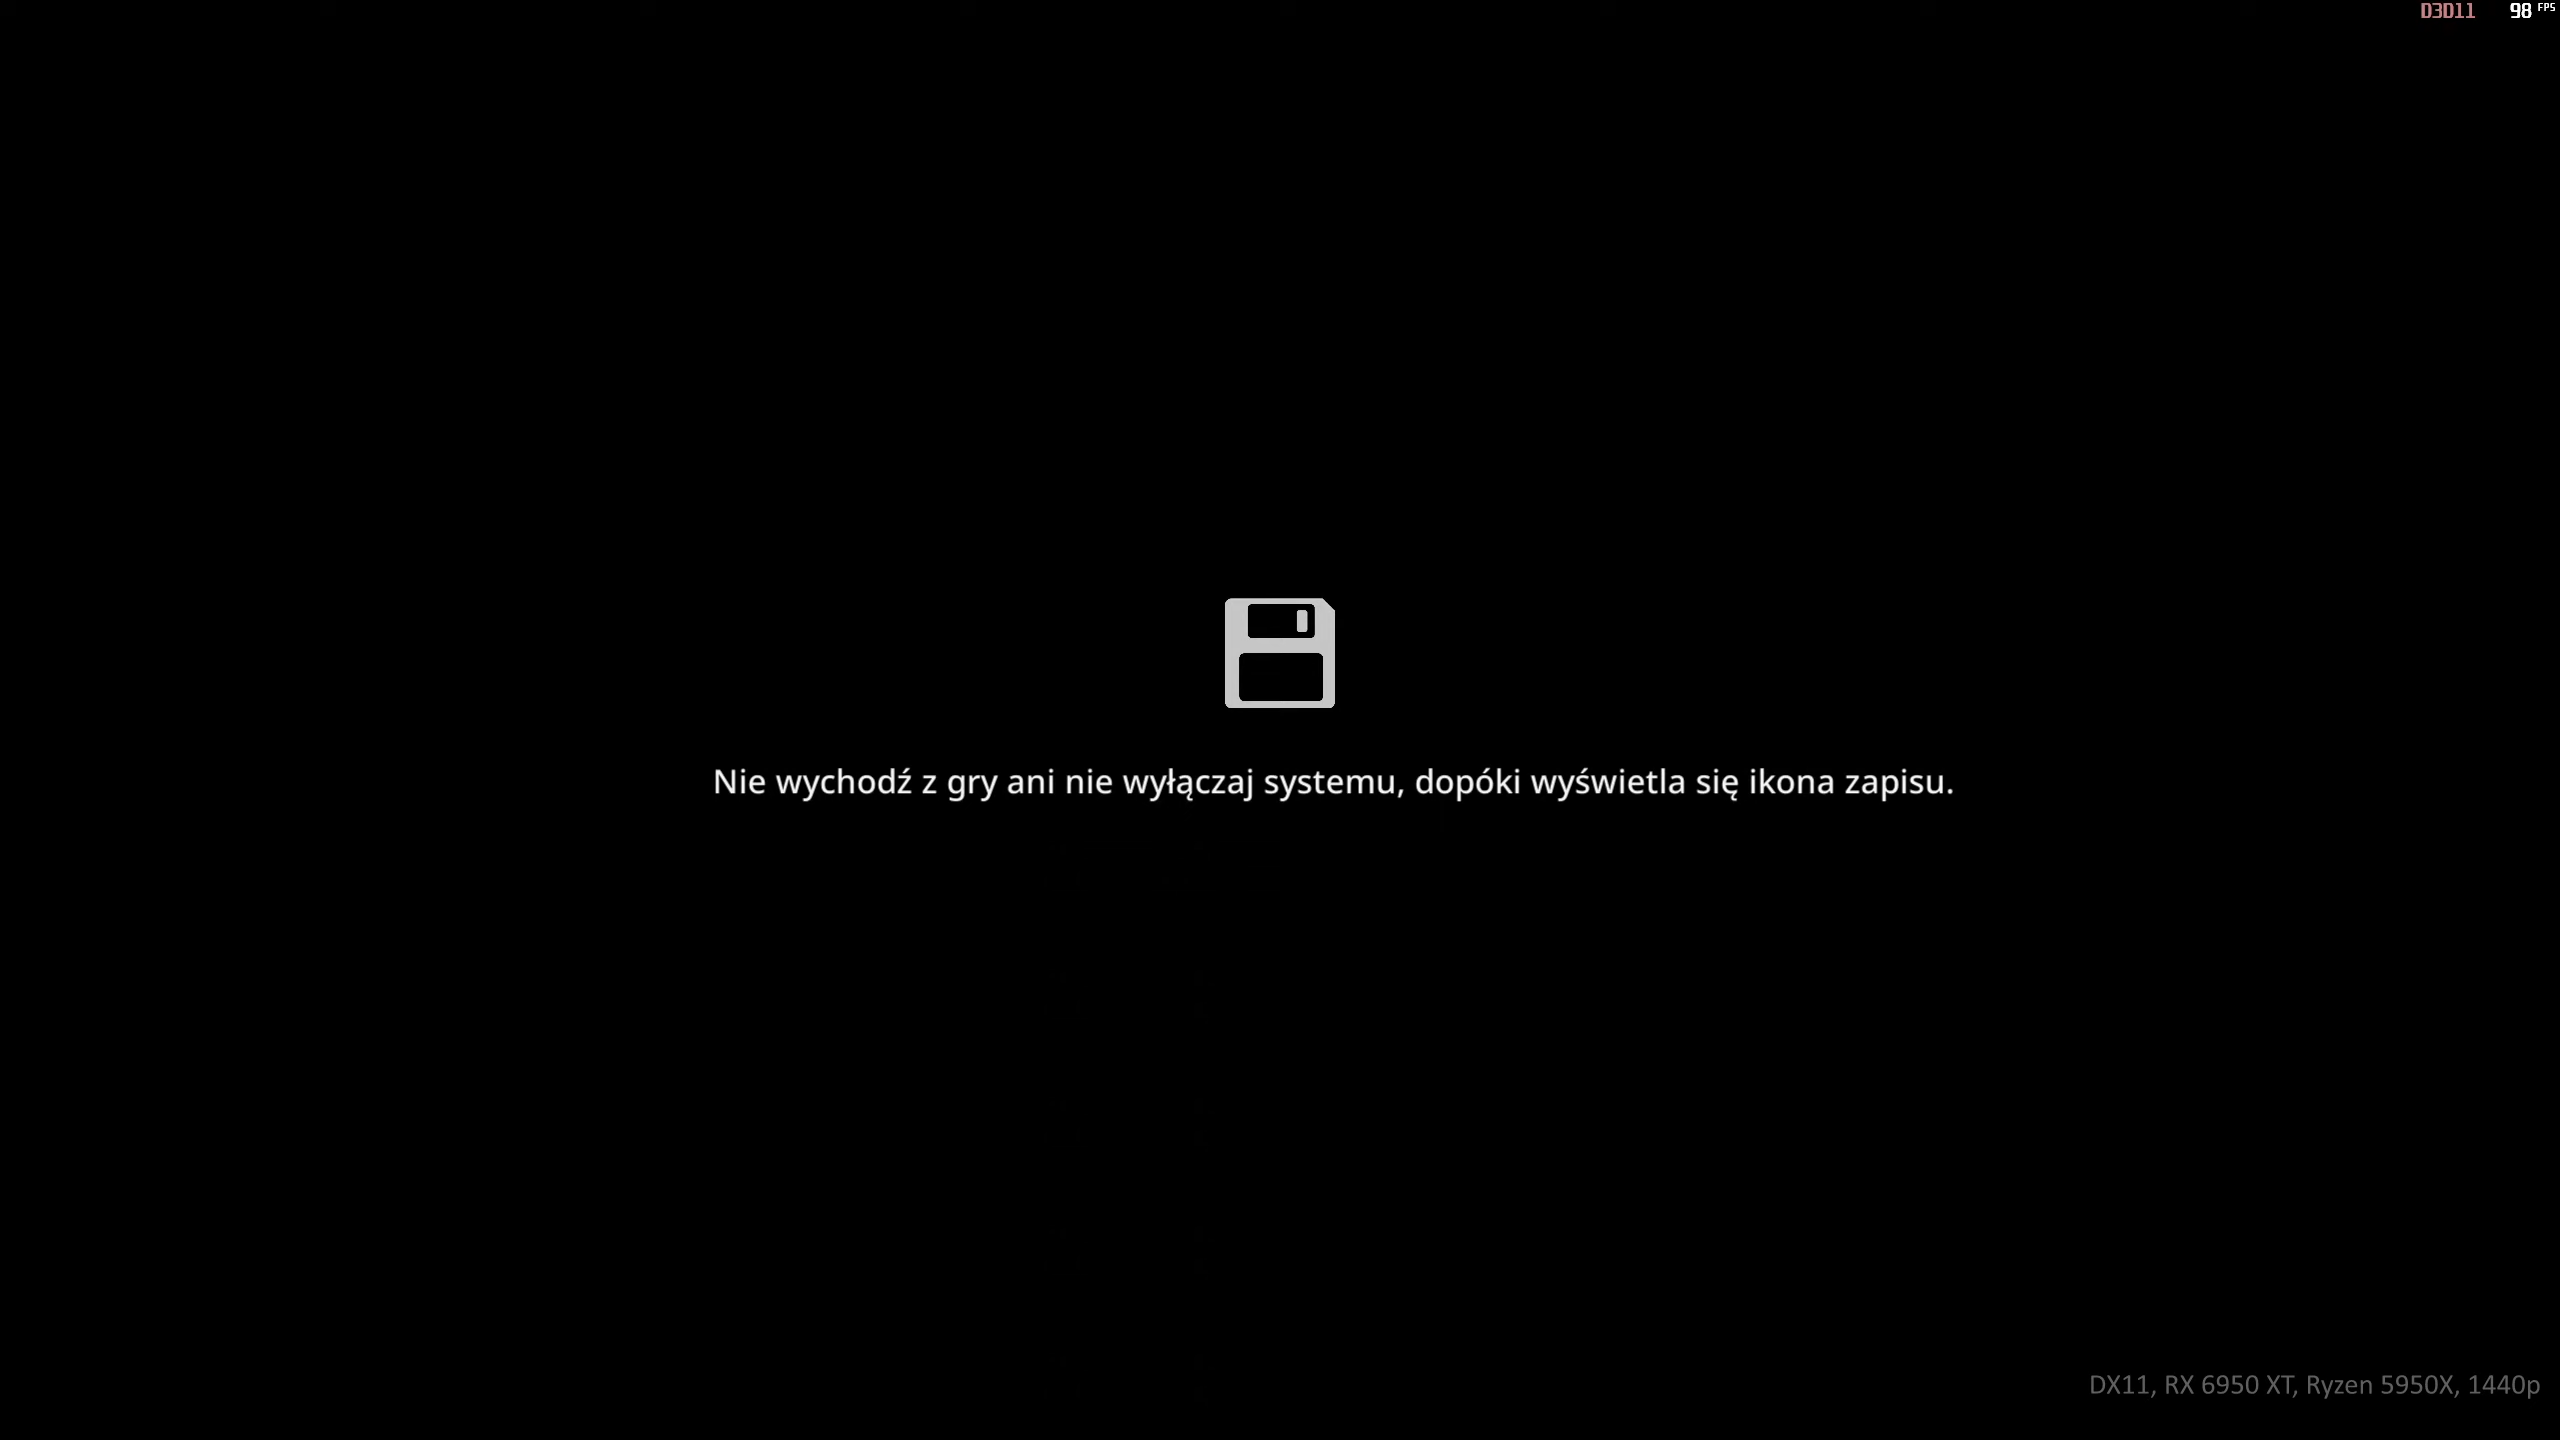 D3D11 98 FPS
Nie wychodź z gry ani nie wyłączaj systemu, dopóki wyświetla się ikona zapisu.
DX11, RX 6950 XT, Ryzen 5950X, 1440p